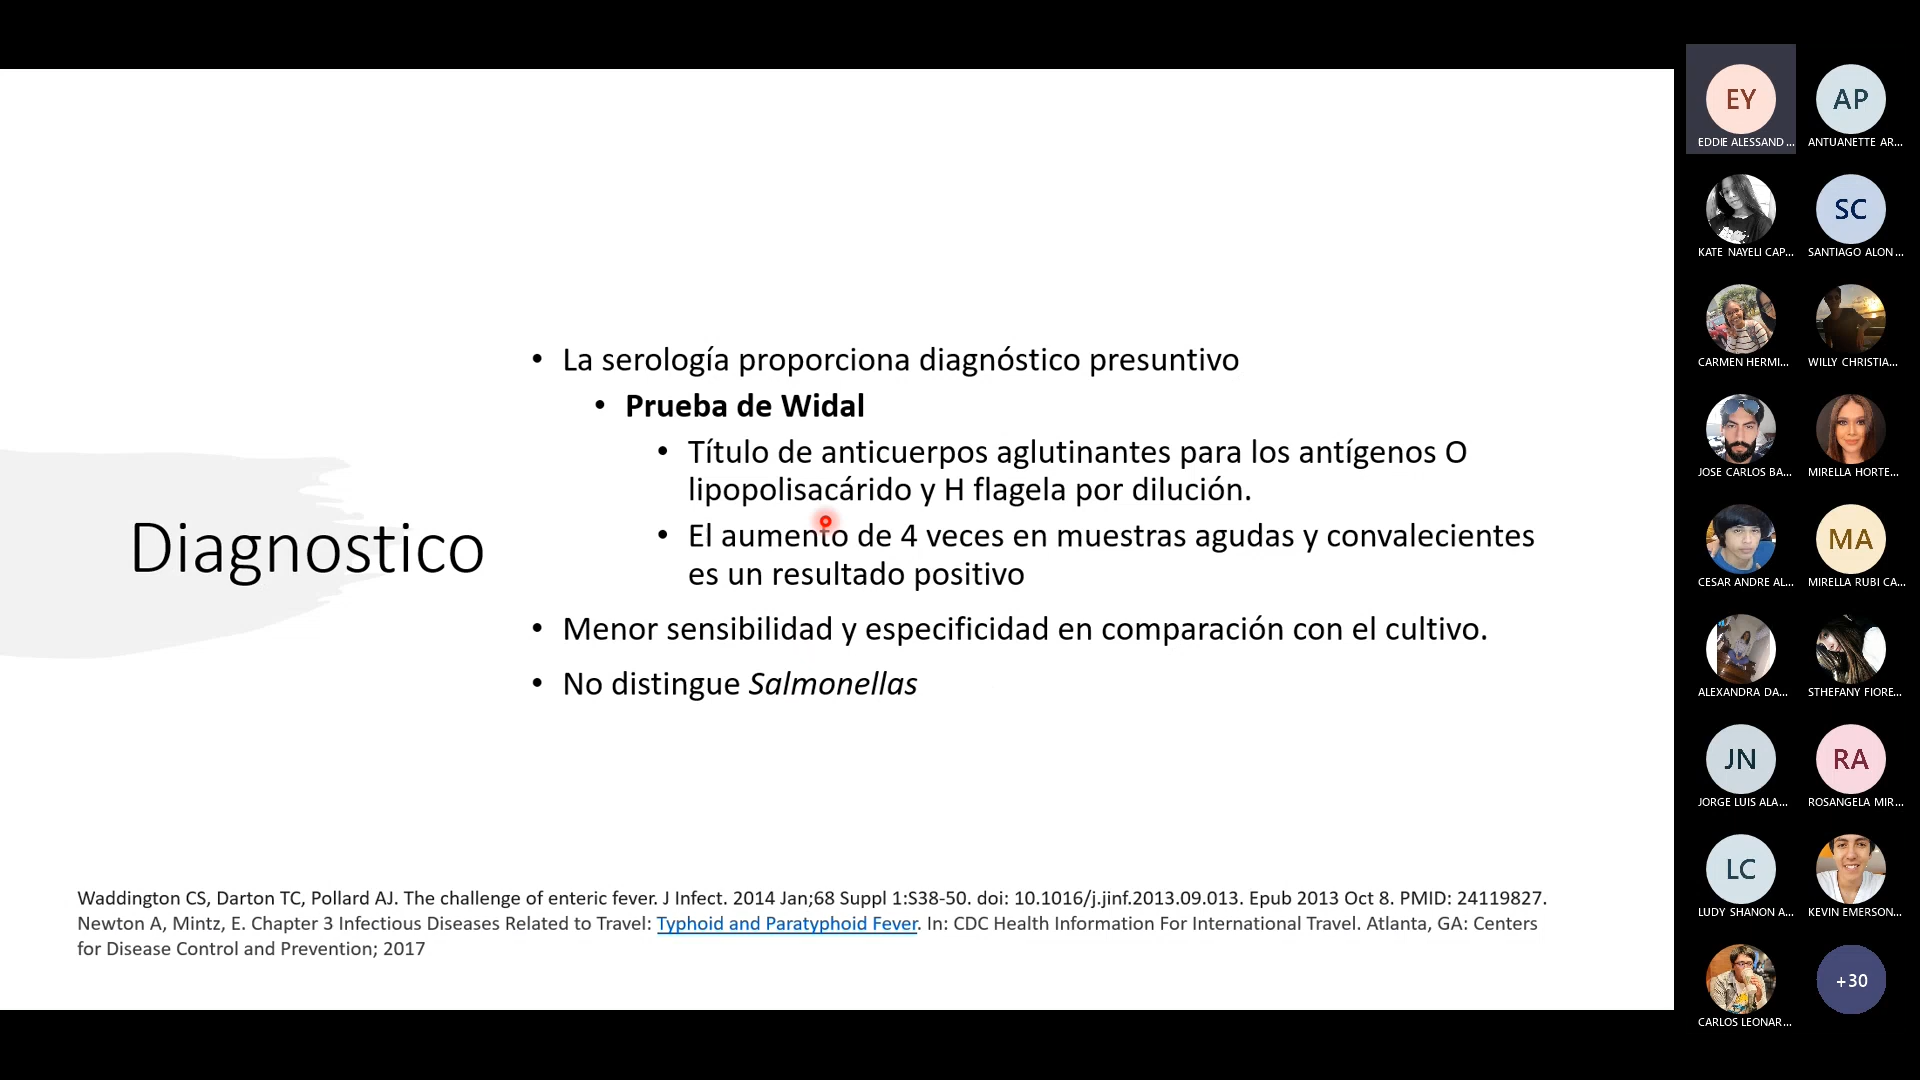 Diagnostico
• La serología proporciona diagnóstico presuntivo
• Prueba de Widal
• Título de anticuerpos aglutinantes para los antígenos O
lipopolisacárido y H flagela por dilución.
• El aumento de 4 veces en muestras agudas y convalecientes
es un resultado positivo
• Menor sensibilidad y especificidad en comparación con el cultivo.
• No distingue Salmonellas
Waddington CS, Darton TC, Pollard AJ. The challenge of enteric fever. J Infect. 2014 Jan;68 Suppl 1:S38-50. doi: 10.1016/j.jinf.2013.09.013. Epub 2013 Oct 8. PMID: 24119827.
Newton A, Mintz, E. Chapter 3 Infectious Diseases Related to Travel: Typhoid and Paratyphoid Fever. In: CDC Health Information For International Travel. Atlanta, GA: Centers
for Disease Control and Prevention; 2017
EY
AP
EDDIE ALESSAND...
ANTUANETTE AR...
SC
KATE NAYELI CAP...
SANTIAGO ALON...
CARMEN HERMI...
WILLY CHRISTIA...
JOSE CARLOS BA...
MIRELLA HORTE...
MA
CESAR ANDRE AL...
MIRELLA RUBI CA...
ALEXANDRA DA...
STHEFANY FIORE...
JN
RA
JORGE LUIS ALA...
ROSANGELA MIR...
LC
LUDY SHANON A...
KEVIN EMERSON...
+30
CARLOS LEONAR...